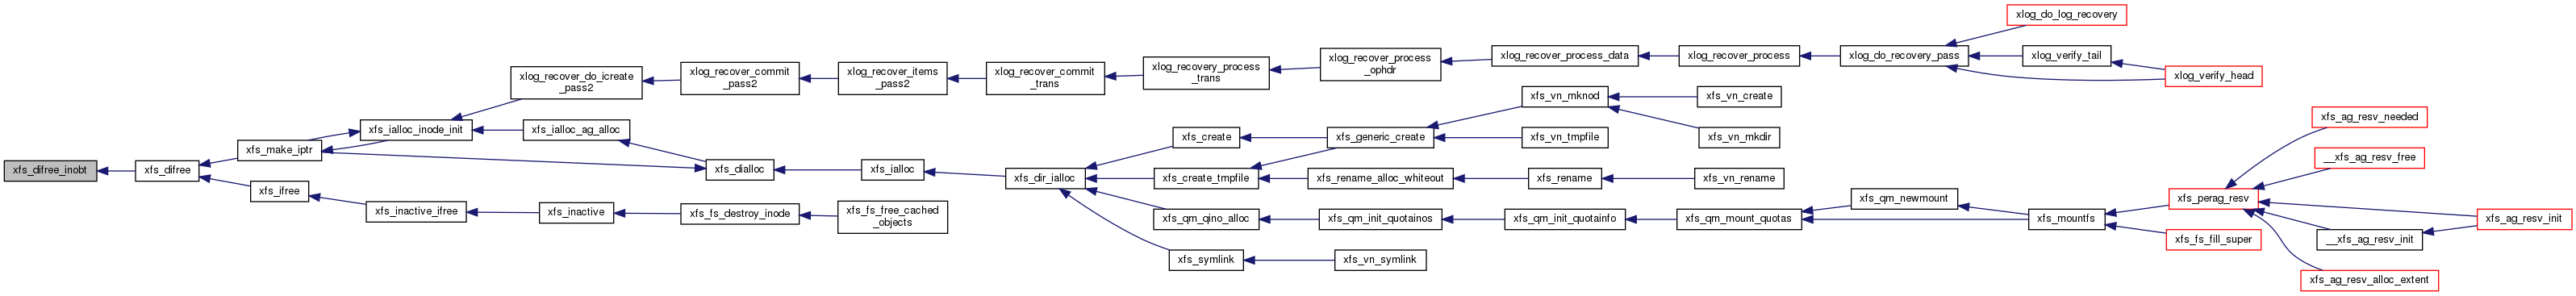 xfs_difree_inobt
xfs_difree
xfs_make_iptr
xfs_ialloc_inode_init
xlog_recover_do_icreate
_pass2
xlog_recover_commit
_pass2
xlog_recover_items
_pass2
xlog_recover_commit
_trans
xlog_recovery_process
_trans
xlog_recover_process
_ophdr
xlog_recover_process_data
xlog_recover_process
xlog_do_recovery_pass
xlog_do_log_recovery
xlog_verify_tail
xlog_verify_head
xfs_ialloc_ag_alloc
xfs_dialloc
xfs_ialloc
xfs_dir_ialloc
xfs_create
xfs_generic_create
xfs_vn_mknod
xfs_vn_create
xfs_vn_mkdir
xfs_vn_tmpfile
xfs_create_tmpfile
xfs_rename_alloc_whiteout
xfs_rename
xfs_vn_rename
xfs_qm_qino_alloc
xfs_qm_init_quotainos
xfs_qm_init_quotainfo
xfs_qm_mount_quotas
xfs_qm_newmount
xfs_mountfs
xfs_perag_resv
xfs_ag_resv_needed
__xfs_ag_resv_free
xfs_ag_resv_init
__xfs_ag_resv_init
xfs_ag_resv_alloc_extent
xfs_fs_fill_super
xfs_symlink
xfs_vn_symlink
xfs_ifree
xfs_inactive_ifree
xfs_inactive
xfs_fs_destroy_inode
xfs_fs_free_cached
_objects